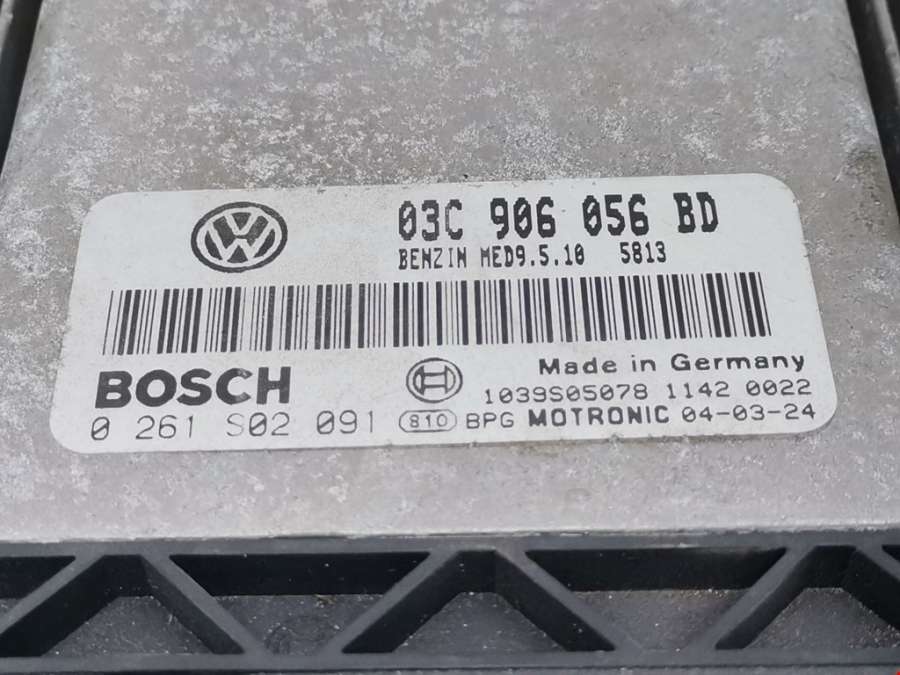 03C 906 056 BD
BENZIN MED9.5.10 5813
Made in Germany
BOSCH
1039S05078 1142 0022
0 261 S02 091 810 BPG MOTRONIC 04-03-24